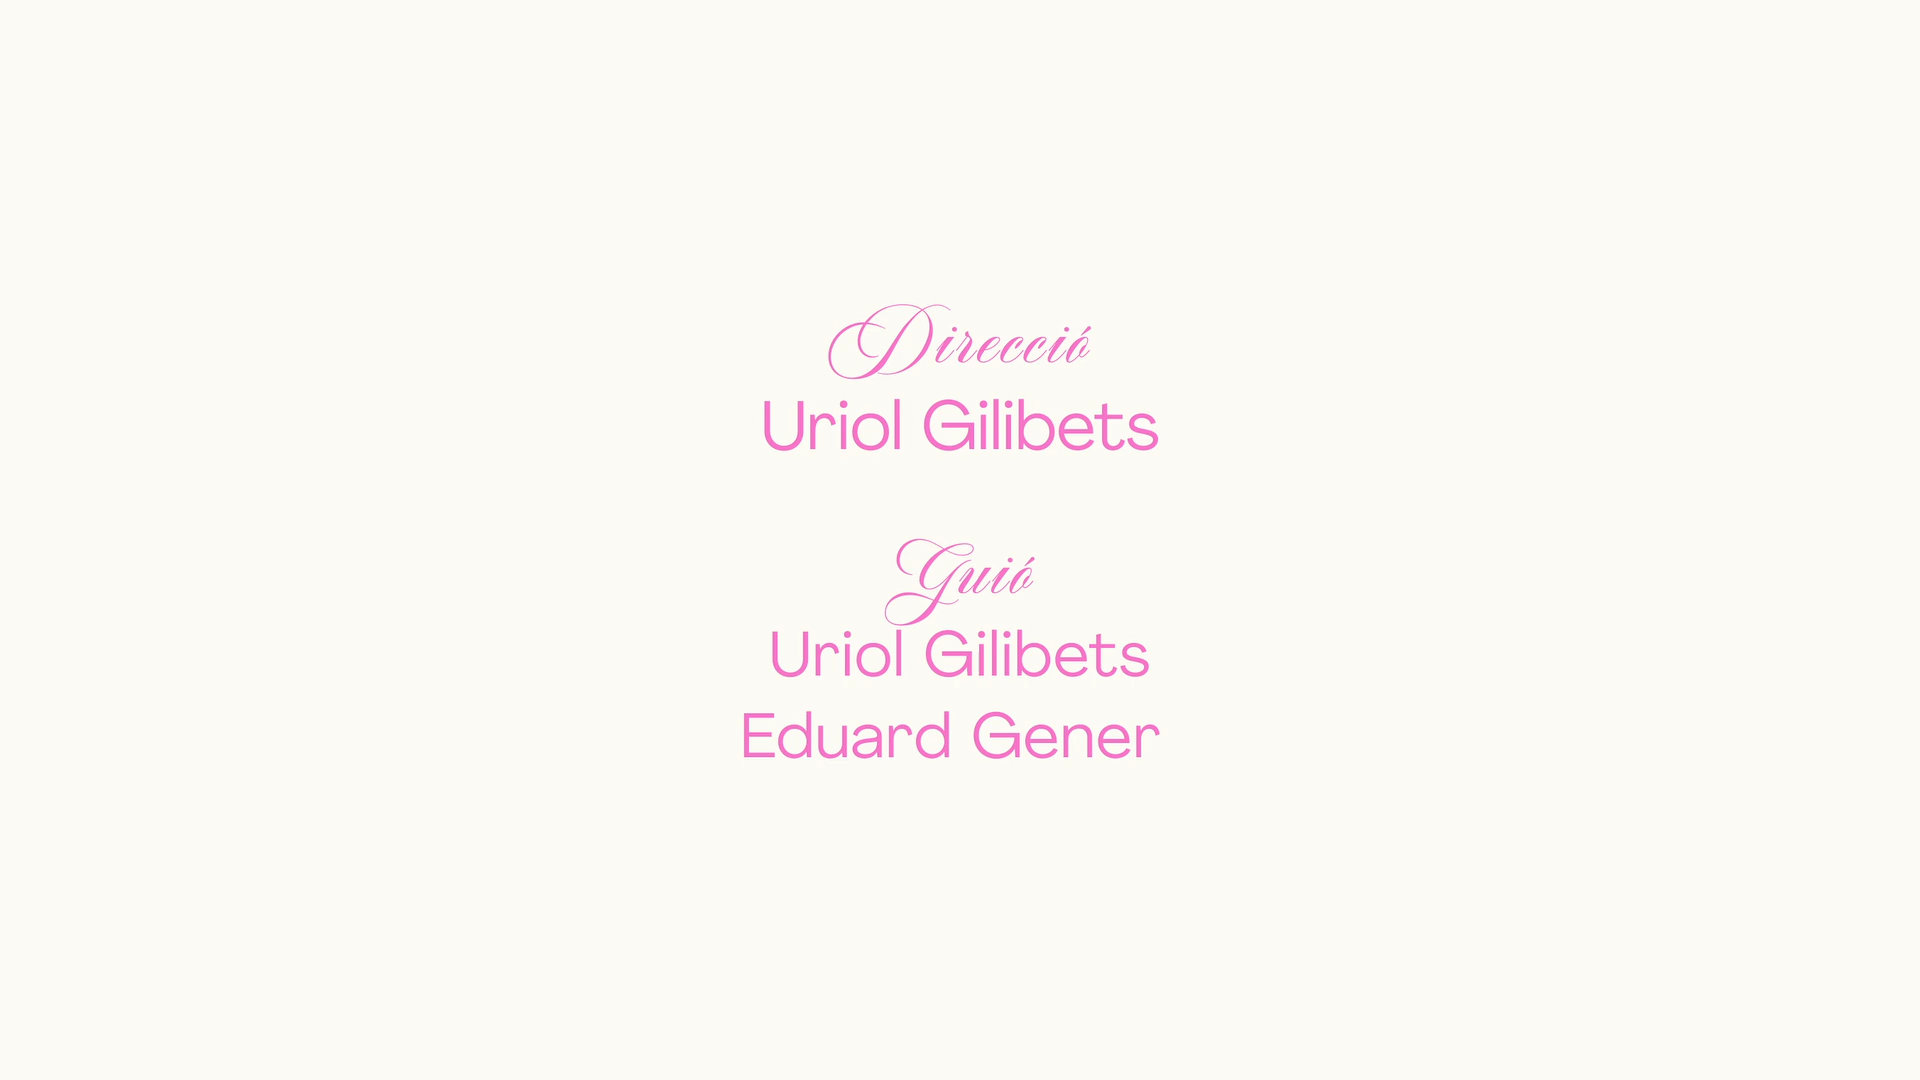 Direcció
Uriol Gilibets
Guió
Uriol Gilibets
Eduard Gener